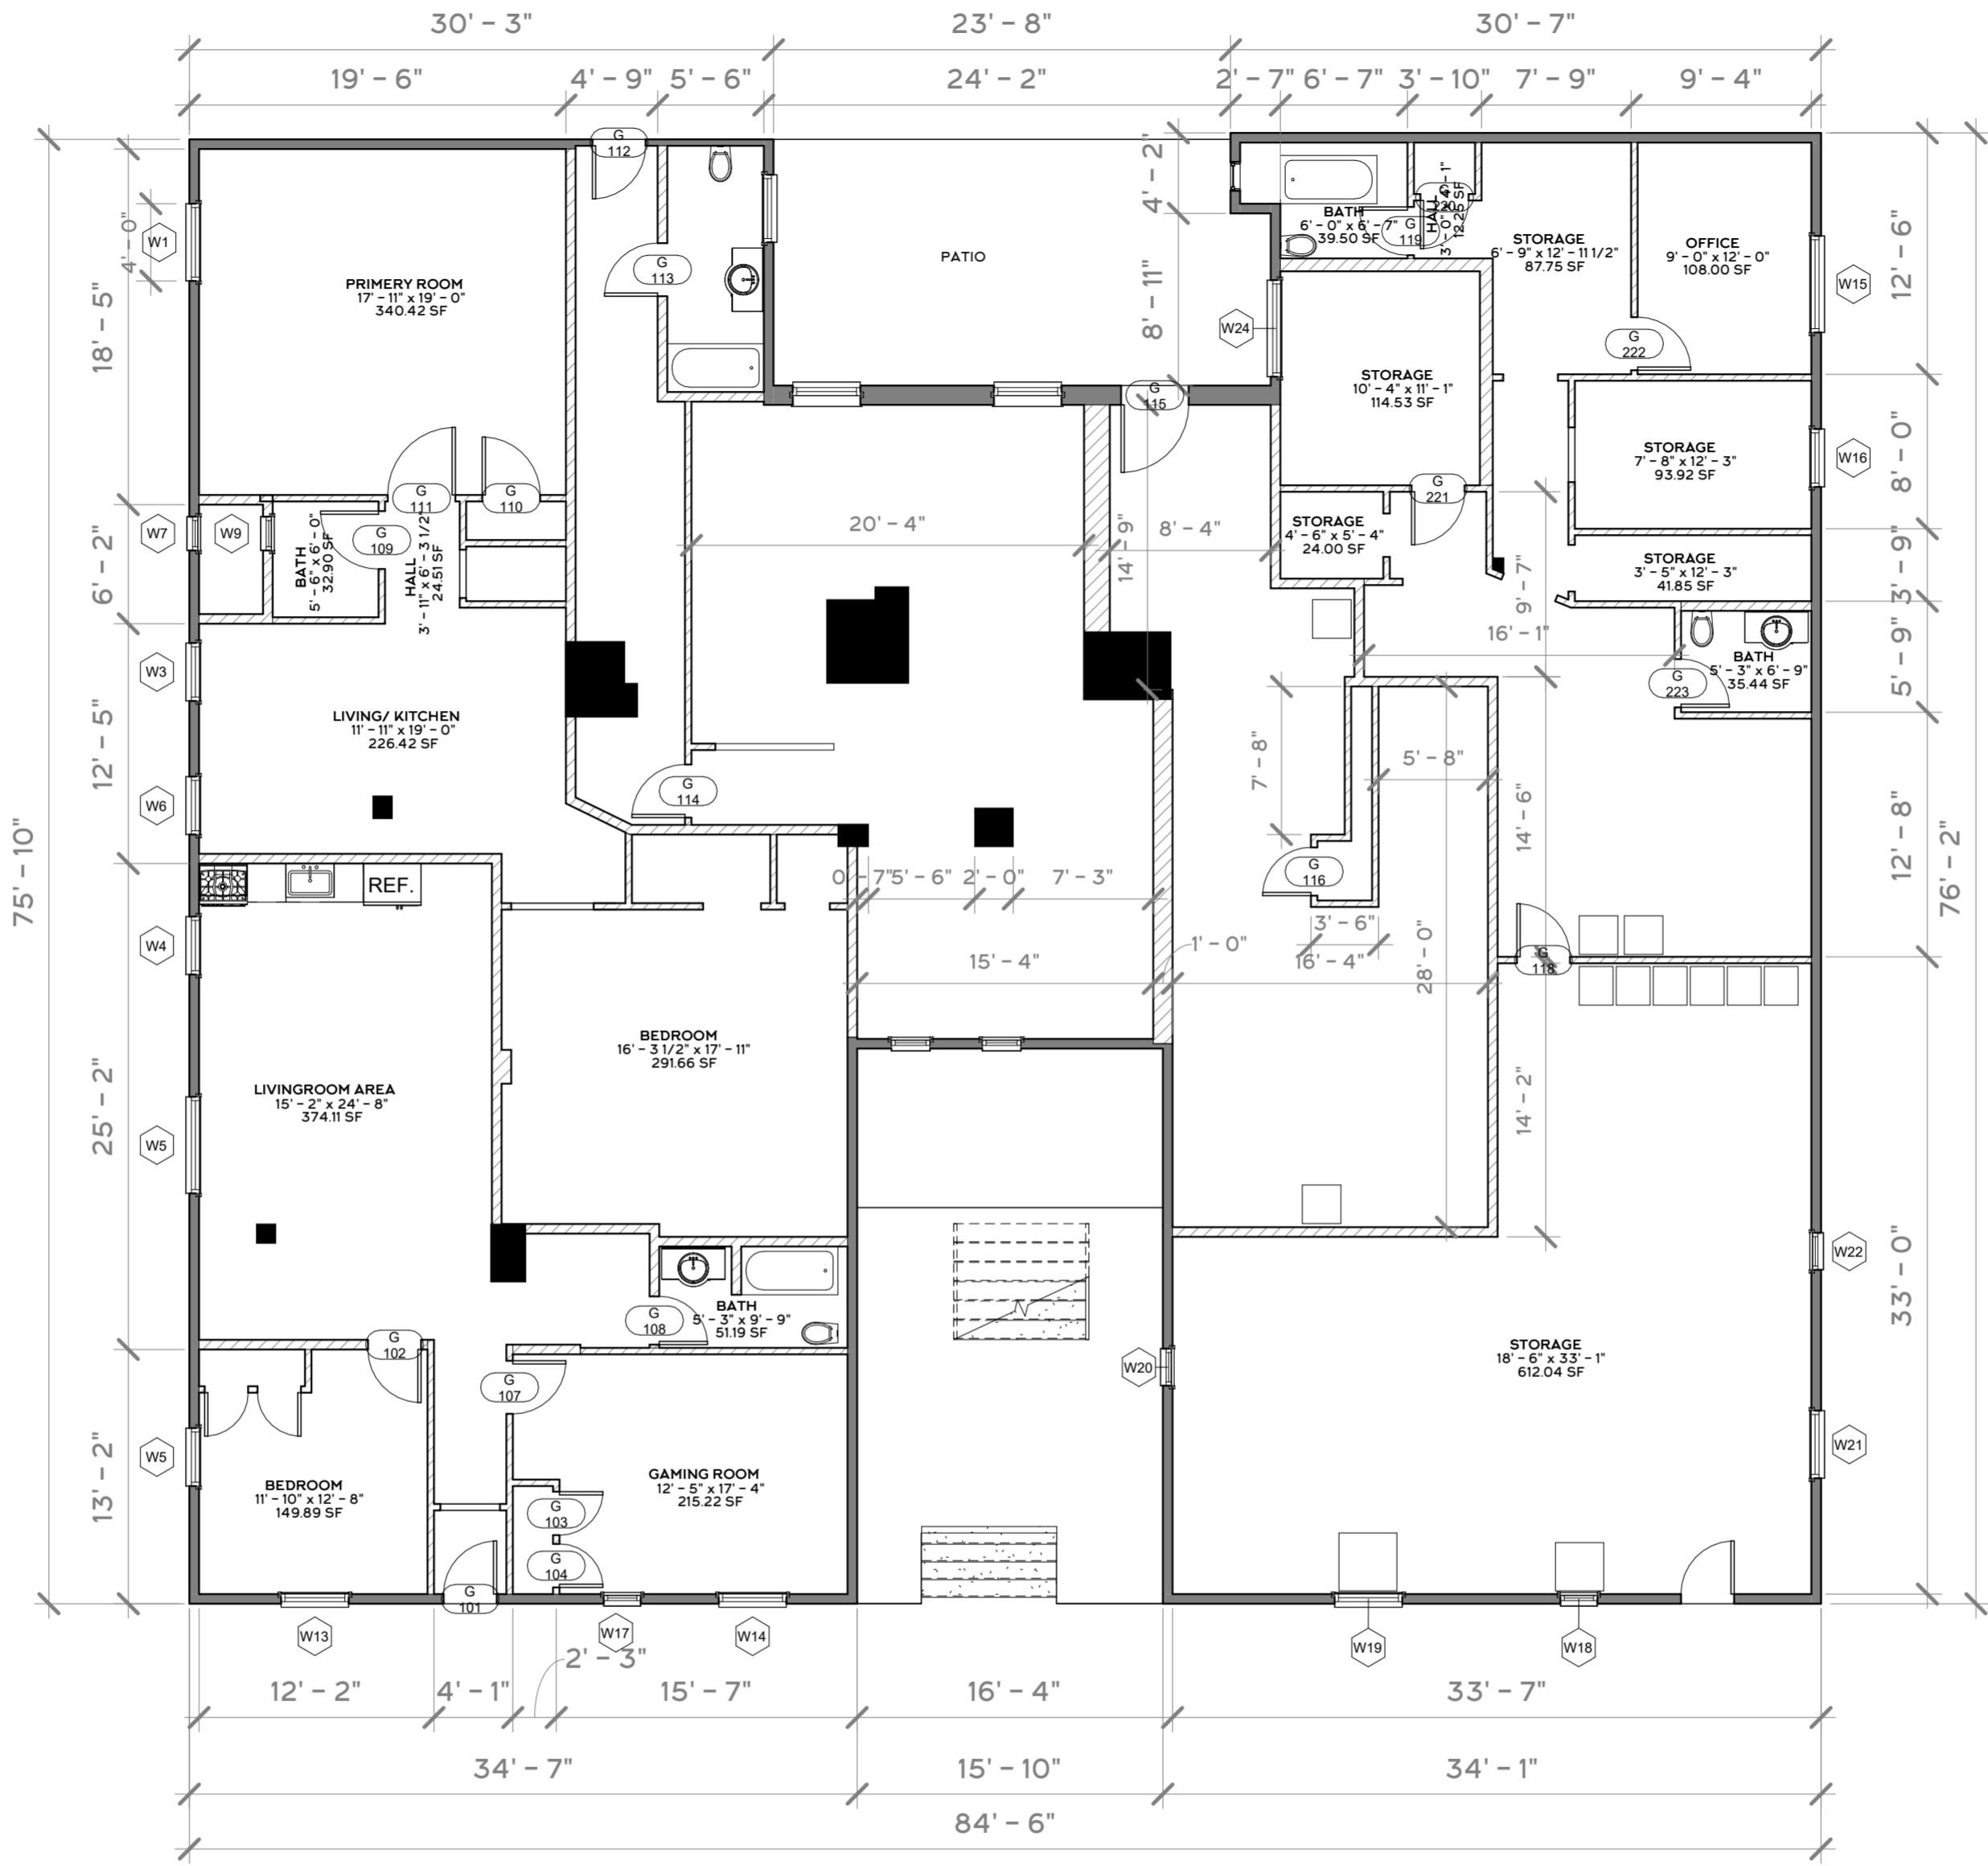 30' – 3"
23' – 8"
30' – 7"
19' – 6"
4' – 9"
5' – 6"
24' – 2"
2' – 7"
6' – 7"
3' – 10"
7' – 9"
9' – 4"
75' – 10"
18' – 5"
6' – 2"
12' – 5"
25' – 2"
13' – 2"
4' – 0"
W1
W7
W9
W3
W6
W4
W5
W5
PRIMERY ROOM
17' – 11" x 19' – 0"
340.42 SF
G
112
G
113
PATIO
4' – 2"
8' – 11"
W24
BATH
6' – 0" x 6' – 7"
39.50 SF
G
119
HALL
3' – 0" x 4' – 1"
12.25 SF
220
STORAGE
6' – 9" x 12' – 11 1/2"
87.75 SF
OFFICE
9' – 0" x 12' – 0"
108.00 SF
G
222
W15
W16
12' – 6"
8' – 0"
3' – 9"
5' – 9"
12' – 8"
33' – 0"
76' – 2"
G
115
STORAGE
10' – 4" x 11' – 1"
114.53 SF
STORAGE
7' – 8" x 12' – 3"
93.92 SF
G
111
G
110
G
109
BATH
5' – 6" x 6' – 0"
32.90 SF
HALL
3' – 11" x 6' – 3 1/2"
24.51 SF
20' – 4"
14' – 9"
8' – 4"
STORAGE
4' – 6" x 5' – 4"
24.00 SF
G
221
STORAGE
3' – 5" x 12' – 3"
41.85 SF
9' – 7"
16' – 1"
BATH
5' – 3" x 6' – 9"
35.44 SF
G
223
LIVING/ KITCHEN
11' – 11" x 19' – 0"
226.42 SF
G
114
7' – 8"
5' – 8"
14' – 6"
REF.
0' – 7"
5' – 6"
2' – 0"
7' – 3"
G
116
3' – 6"
1' – 0"
15' – 4"
16' – 4"
28' – 0"
G
118
BEDROOM
16' – 3 1/2" x 17' – 11"
291.66 SF
LIVINGROOM AREA
15' – 2" x 24' – 8"
374.11 SF
14' – 2"
W22
BATH
5' – 3" x 9' – 9"
51.19 SF
G
108
G
102
G
107
W20
STORAGE
18' – 6" x 33' – 1"
612.04 SF
W21
BEDROOM
11' – 10" x 12' – 8"
149.89 SF
GAMING ROOM
12' – 5" x 17' – 4"
215.22 SF
G
103
G
104
G
101
W13
W17
W14
W19
W18
2' – 3"
12' – 2"
4' – 1"
15' – 7"
16' – 4"
33' – 7"
34' – 7"
15' – 10"
34' – 1"
84' – 6"